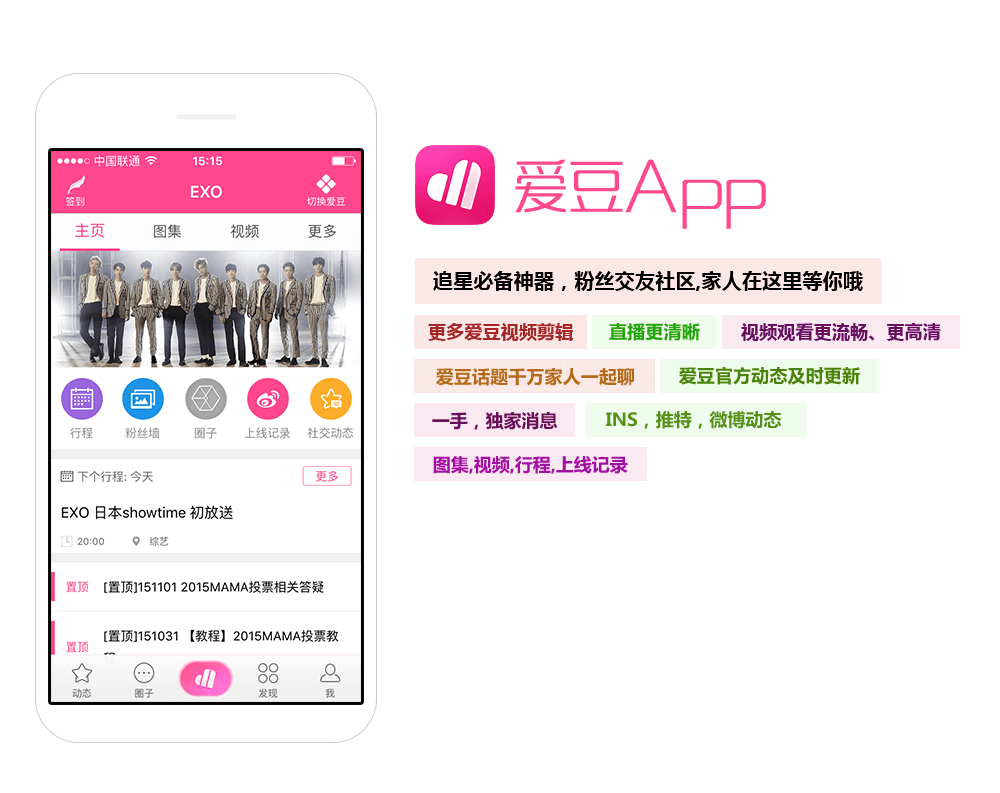 中国联通 15:15
签到 EXO 切换爱豆
主页 图集 视频 更多
行程 粉丝墙 圈子 上线记录 社交动态
下个行程: 今天 更多
EXO 日本showtime 初放送
20:00 综艺
置顶 [置顶]151101 2015MAMA投票相关答疑
置顶 [置顶]151031 【教程】2015MAMA投票教
动态 圈子 发现 我
爱豆App
追星必备神器，粉丝交友社区,家人在这里等你哦
更多爱豆视频剪辑 直播更清晰 视频观看更流畅、更高清
爱豆话题千万家人一起聊 爱豆官方动态及时更新
一手，独家消息 INS，推特，微博动态
图集,视频,行程,上线记录